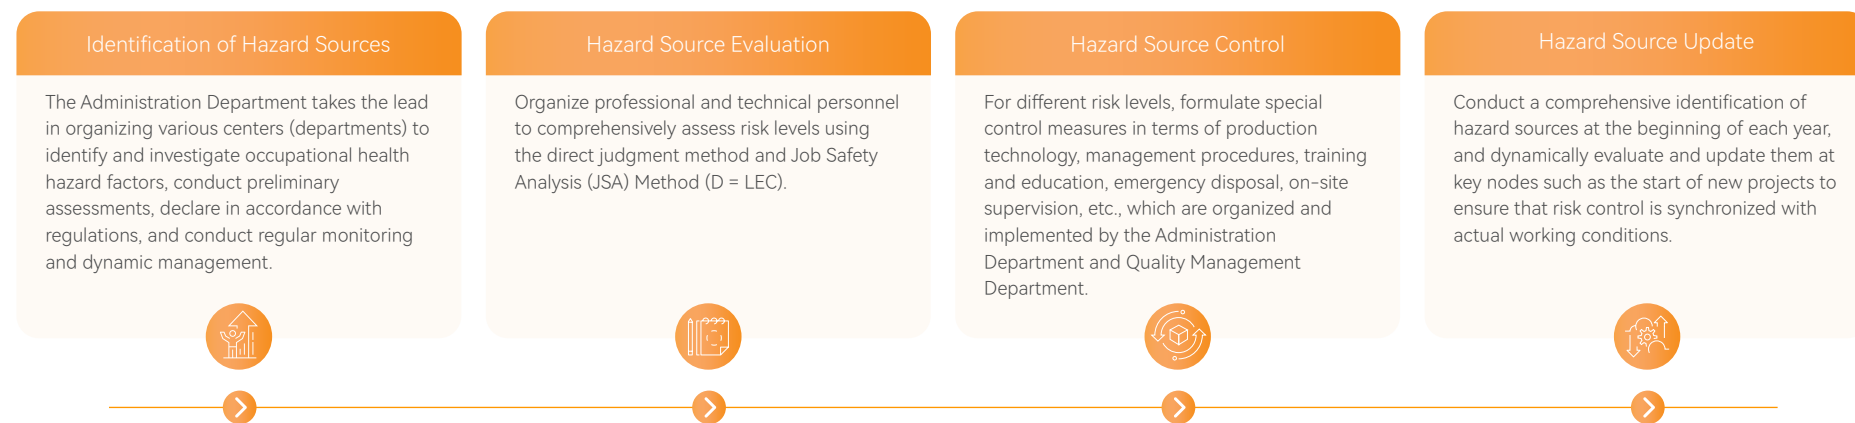 Identification of Hazard Sources
The Administration Department takes the lead
in organizing various centers (departments) to
identify and investigate occupational health
hazard factors, conduct preliminary
assessments, declare in accordance with
regulations, and conduct regular monitoring
and dynamic management.
Hazard Source Evaluation
Organize professional and technical personnel
to comprehensively assess risk levels using
the direct judgment method and Job Safety
Analysis (JSA) Method (D = LEC).
Hazard Source Control
For different risk levels, formulate special
control measures in terms of production
technology, management procedures, training
and education, emergency disposal, on-site
supervision, etc., which are organized and
implemented by the Administration
Department and Quality Management
Department.
Hazard Source Update
Conduct a comprehensive identification of
hazard sources at the beginning of each year,
and dynamically evaluate and update them at
key nodes such as the start of new projects to
ensure that risk control is synchronized with
actual working conditions.